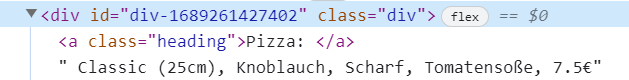 ▼<div id="div-1689261427402" class="div"> flex == $0
<a class="heading">Pizza: </a>
" Classic (25cm), Knoblauch, Scharf, Tomatensoße, 7.5€"